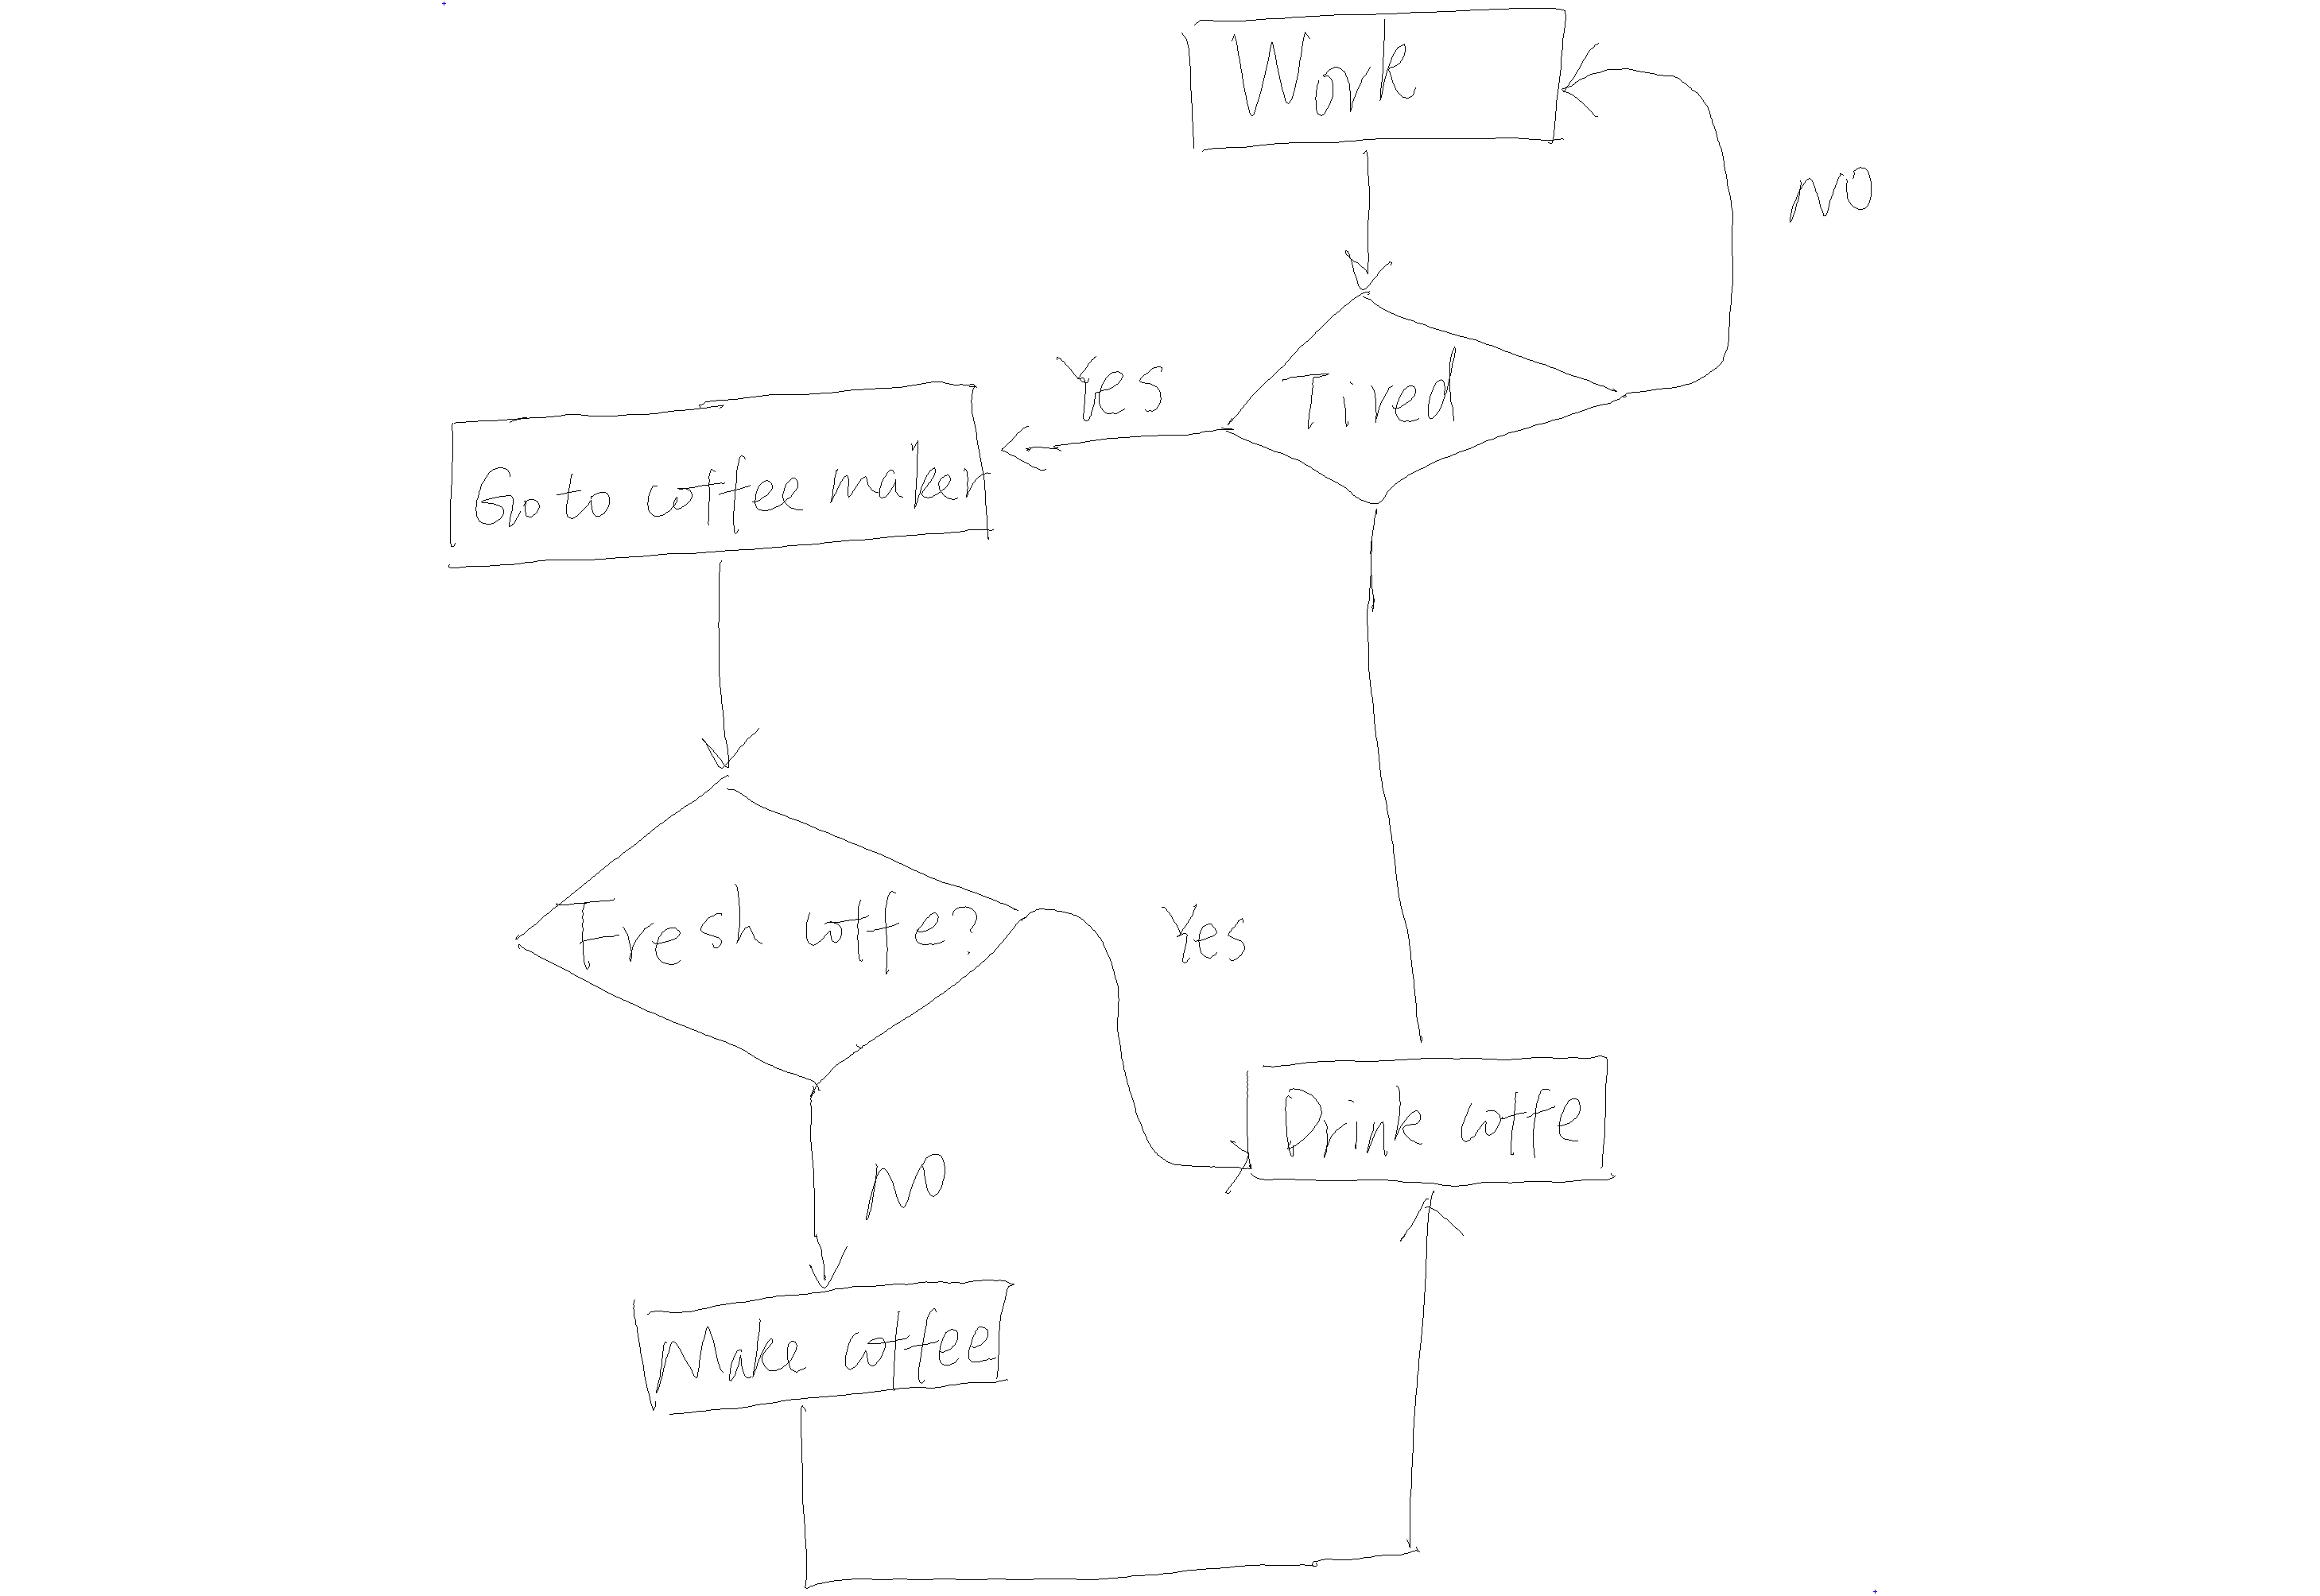 Work
NO
Yes
Tired
Go to coffee maker
Fresh coffe?
Yes
Drink coffe
NO
Make coffee